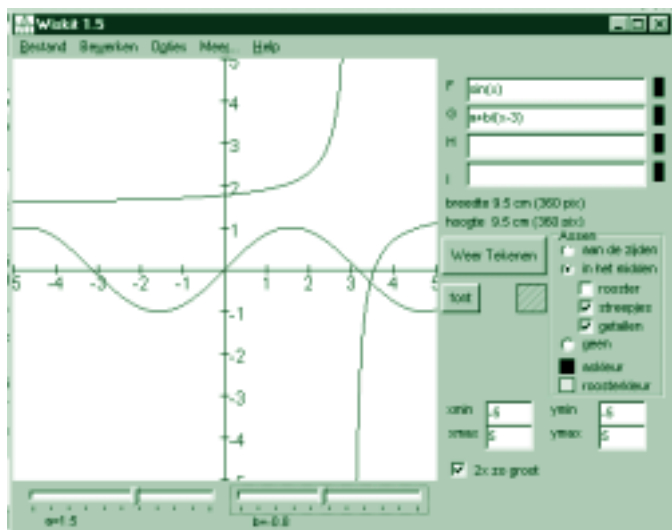 Wiskit 1.5
Bestand Bewerken Opties Meer... Help
F sin(x)
G a+b/(x-3)
H
I
breedte 9.5 cm (360 pix)
hoogte 9.5 cm (360 pix)
Weer Tekenen
font
Assen
aan de zijden
in het midden
rooster
streepjes
getallen
geen
askleur
roosterkleur
xmin -5 ymin -5
xmax 5 ymax 5
2x zo groot
5
4
3
2
1
5 -4 -3 -2 -1 0 1 2 3 4 5
-1
-2
-3
-4
5
a=1.5 b=-0.8